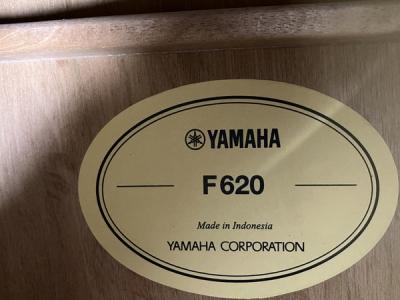 YAMAHA
F620
Made in Indonesia
YAMAHA CORPORATION